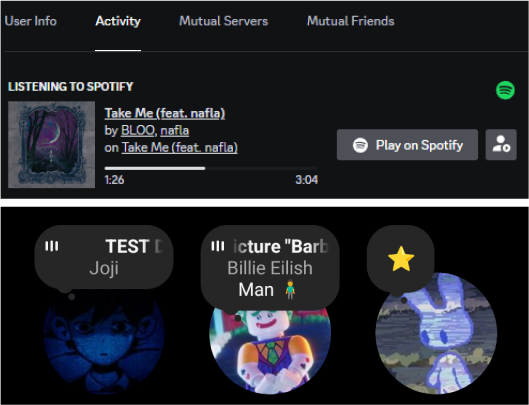 User Info Activity Mutual Servers Mutual Friends
LISTENING TO SPOTIFY
Take Me (feat. nafla)
by BLOO, nafla
on Take Me (feat. nafla)
Play on Spotify
1:26 3:04
TEST D
Joji
icture "Barb
Billie Eilish
Man 🧍‍♂️
⭐